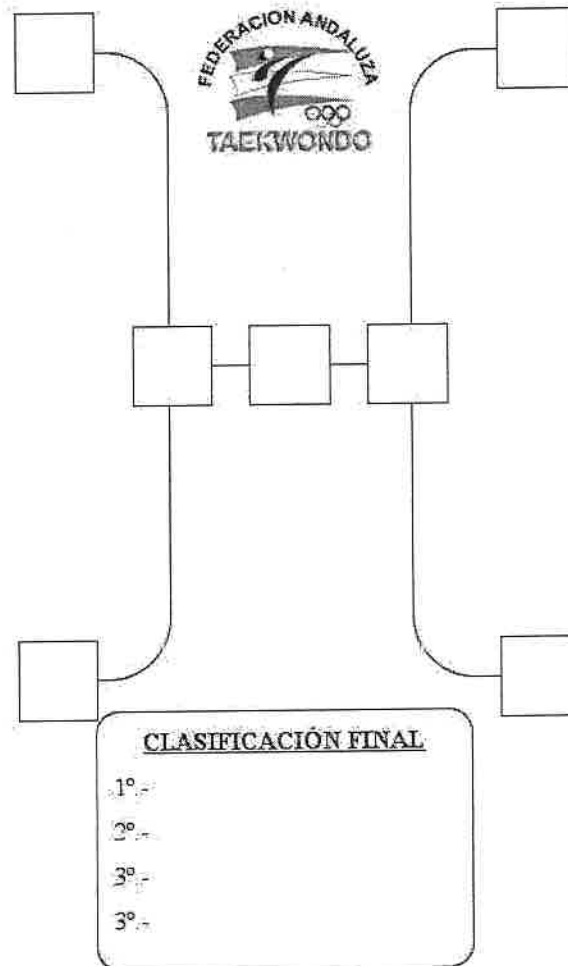 FEDERACION ANDALUZA
TAEKWONDO
CLASIFICACIÓN FINAL
1º.-
2º.-
3º.-
3º.-